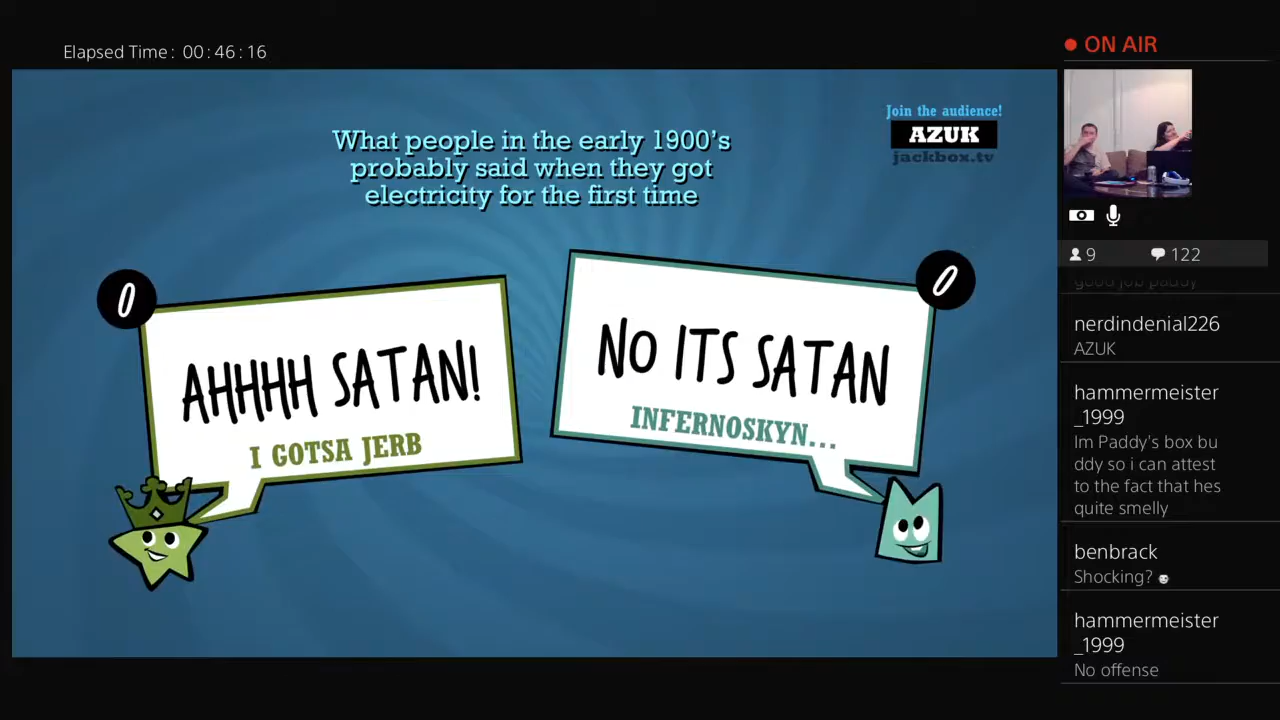 Elapsed Time: 00:46:16
ON AIR
What people in the early 1900's
probably said when they got
electricity for the first time
Join the audience!
AZUK
jackbox.tv
0
AHHHH SATAN!
I GOTSA JERB
0
NO ITS SATAN
INFERNOSKYN...
9
122
good job paddy
nerdindenial226
AZUK
hammermeister
_1999
Im Paddy's box bu
ddy so i can attest
to the fact that hes
quite smelly
benbrack
Shocking?
hammermeister
_1999
No offense